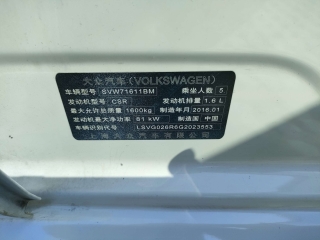 大众汽车(VOLKSWAGEN)
车辆型号 SVW71611BM 乘坐人数 5
发动机型号 CSR 发动机排量 1.6 L
最大允许总质量 1600kg 制造年月 2016.01
发动机最大净功率 81 kW 制造国 中国
车辆识别代号 LSVG026R6G2023553
上海大众汽车有限公司